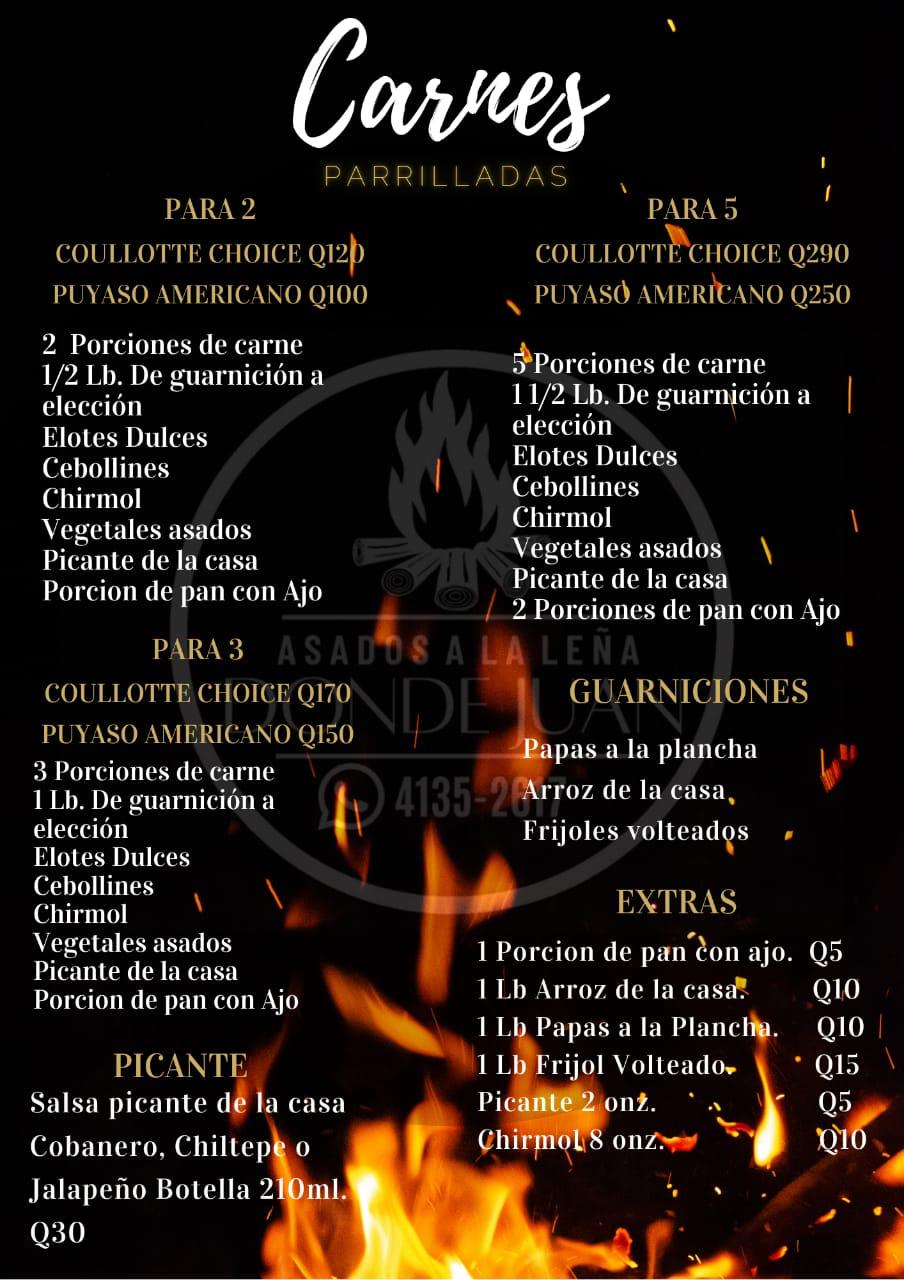 Carnes
PARRILLADAS
PARA 2
COULLOTTE CHOICE Q120
PUYASO AMERICANO Q100
2 Porciones de carne
1/2 Lb. De guarnición a
elección
Elotes Dulces
Cebollines
Chirmol
Vegetales asados
Picante de la casa
Porcion de pan con Ajo
PARA 3
COULLOTTE CHOICE Q170
PUYASO AMERICANO Q150
3 Porciones de carne
1 Lb. De guarnición a
elección
Elotes Dulces
Cebollines
Chirmol
Vegetales asados
Picante de la casa
Porcion de pan con Ajo
PICANTE
Salsa picante de la casa
Cobanero, Chiltepe o
Jalapeño Botella 210ml.
Q30
PARA 5
COULLOTTE CHOICE Q290
PUYASO AMERICANO Q250
5 Porciones de carne
1 1/2 Lb. De guarnición a
elección
Elotes Dulces
Cebollines
Chirmol
Vegetales asados
Picante de la casa
2 Porciones de pan con Ajo
GUARNICIONES
Papas a la plancha
Arroz de la casa
Frijoles volteados
EXTRAS
1 Porcion de pan con ajo. Q5
1 Lb Arroz de la casa. Q10
1 Lb Papas a la Plancha. Q10
1 Lb Frijol Volteado. Q15
Picante 2 onz. Q5
Chirmol 8 onz. Q10
ASADOS A LA LEÑA
DONDE JUAN